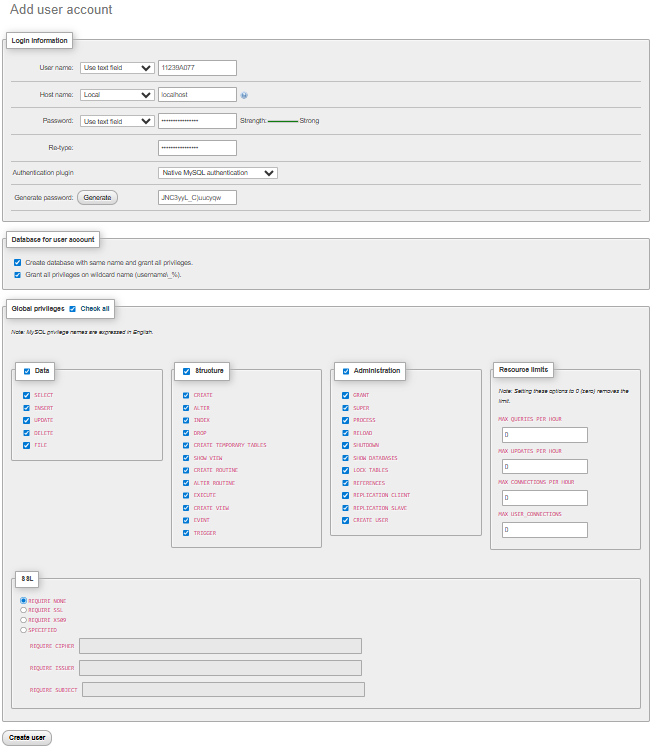 Add user account
Login Information
User name: Use text field 11239A077
Host name: Local localhost
Password: Use text field **************** Strength: Strong
Re-type: ****************
Authentication plugin Native MySQL authentication
Generate password: Generate JNC3yyL_C)uucyqw
Database for user account
Create database with same name and grant all privileges.
Grant all privileges on wildcard name (username\_%).
Global privileges Check all
Note: MySQL privilege names are expressed in English.
Data
SELECT
INSERT
UPDATE
DELETE
FILE
Structure
CREATE
ALTER
INDEX
DROP
CREATE TEMPORARY TABLES
SHOW VIEW
CREATE ROUTINE
ALTER ROUTINE
EXECUTE
CREATE VIEW
EVENT
TRIGGER
Administration
GRANT
SUPER
PROCESS
RELOAD
SHUTDOWN
SHOW DATABASES
LOCK TABLES
REFERENCES
REPLICATION CLIENT
REPLICATION SLAVE
CREATE USER
Resource limits
Note: Setting these options to 0 (zero) removes the
limit.
MAX QUERIES PER HOUR
0
MAX UPDATES PER HOUR
0
MAX CONNECTIONS PER HOUR
0
MAX USER_CONNECTIONS
0
SSL
REQUIRE NONE
REQUIRE SSL
REQUIRE X509
SPECIFIED
REQUIRE CIPHER
REQUIRE ISSUER
REQUIRE SUBJECT
Create user